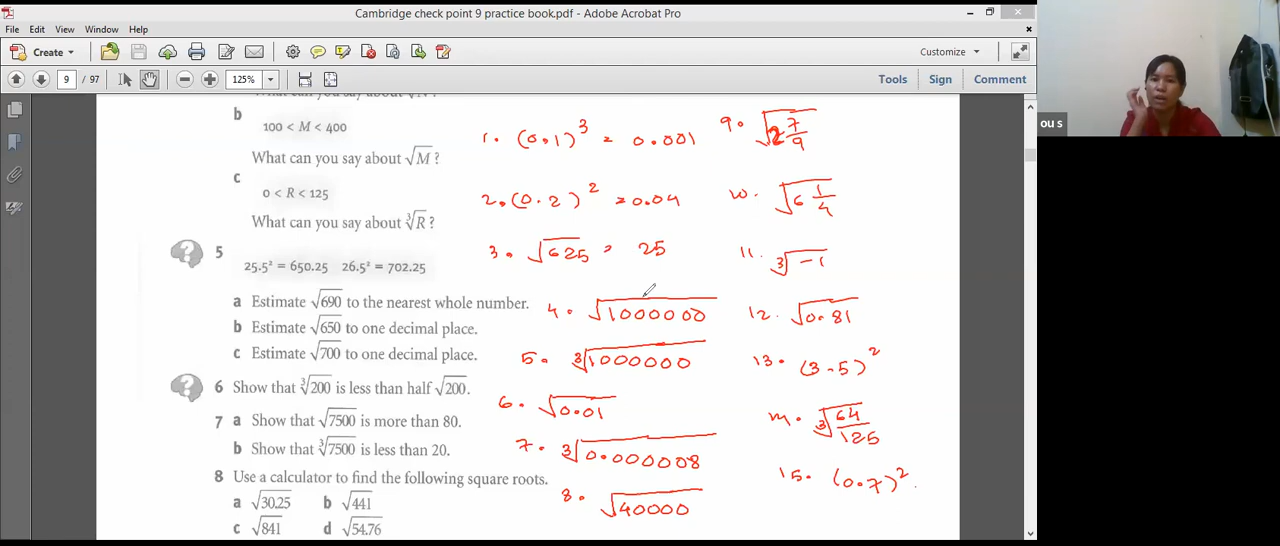 Cambridge check point 9 practice book.pdf - Adobe Acrobat Pro
File Edit View Window Help
Create
Customize
9 / 97
125%
Tools Sign Comment
b
100 < M < 400
What can you say about √M?
c
0 < R < 125
What can you say about ∛R?
5
25.5² = 650.25 26.5² = 702.25
a Estimate √690 to the nearest whole number.
b Estimate √650 to one decimal place.
c Estimate √700 to one decimal place.
6 Show that ∛200 is less than half √200.
7 a Show that √7500 is more than 80.
b Show that ∛7500 is less than 20.
8 Use a calculator to find the following square roots.
a √30.25 b √441
c √841 d √54.76
1. (0.1)³ = 0.001
2. (0.2)² = 0.04
3. √625 = 25
4. √1000000
5. ∛1000000
6. √0.01
7. ∛0.000008
8. √40000
9. √2 7/9
10. √6 1/4
11. ∛-1
12. √0.81
13. (3-5)²
14. ∛64/125
15. (0.7)².
ou s